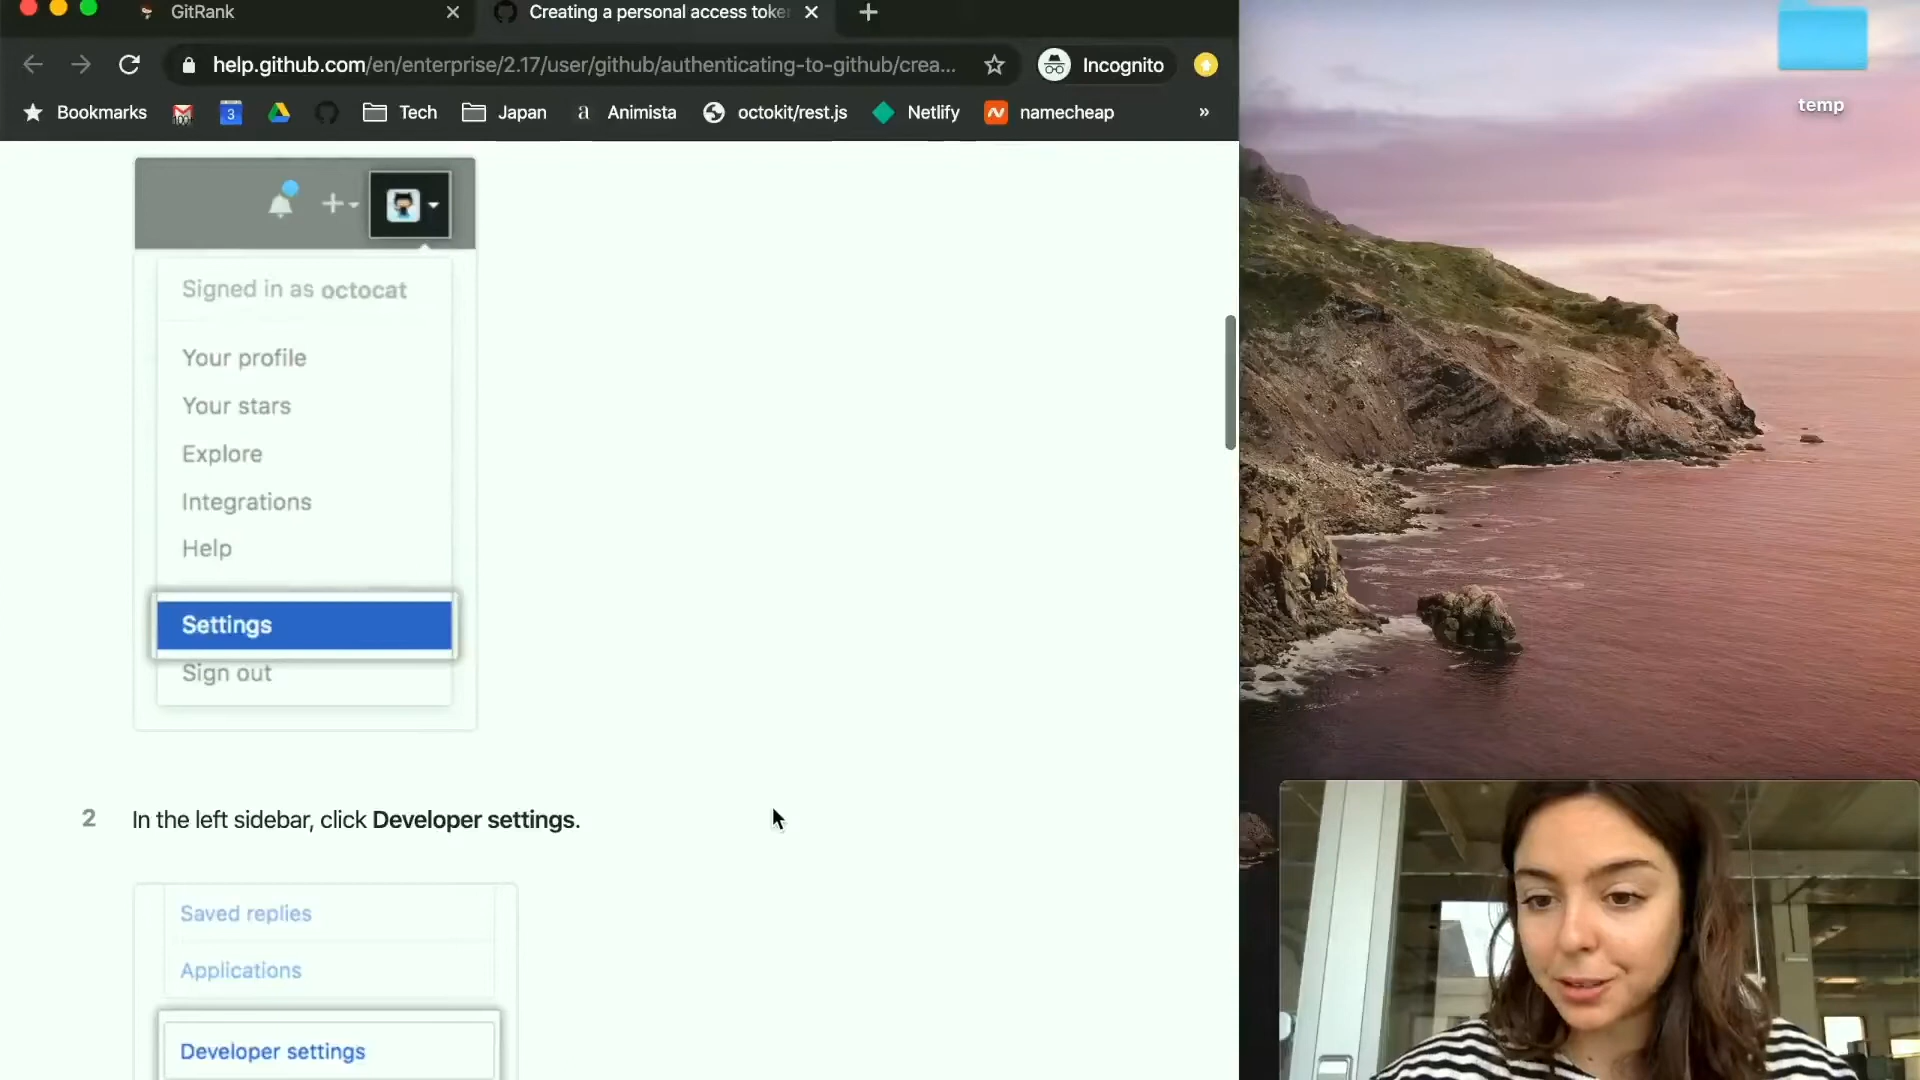 GitRank
Creating a personal access toke
help.github.com/en/enterprise/2.17/user/github/authenticating-to-github/crea...
Incognito
Bookmarks
3
Tech
Japan
a
Animista
octokit/rest.js
Netlify
namecheap
»
temp
Signed in as octocat
Your profile
Your stars
Explore
Integrations
Help
Settings
Sign out
2 In the left sidebar, click Developer settings.
Saved replies
Applications
Developer settings